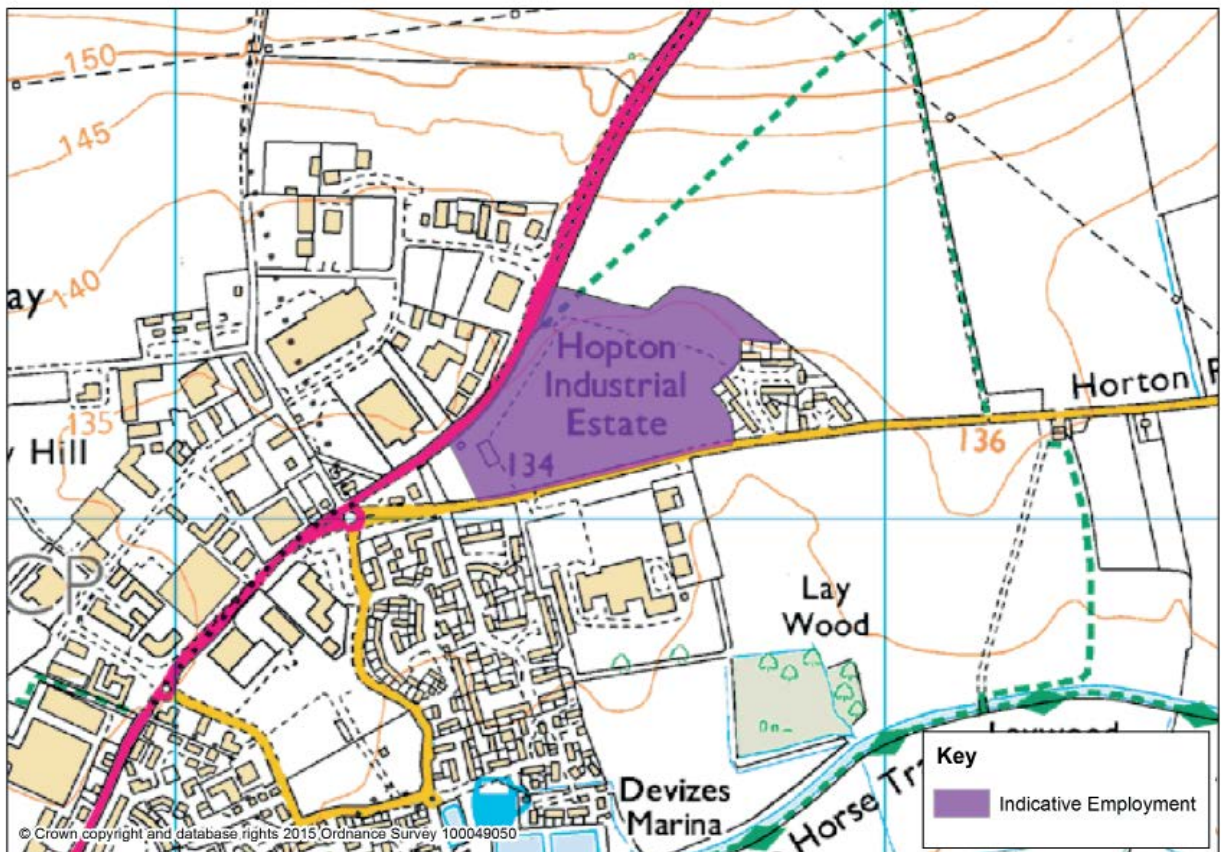 150
145
140
ay
135
y Hill
Hopton
Industrial
Estate
134
Horton
136
CP
Lay
Wood
Devizes
Marina
Horse
Key
Indicative Employment
© Crown copyright and database rights 2015 Ordnance Survey 100049050